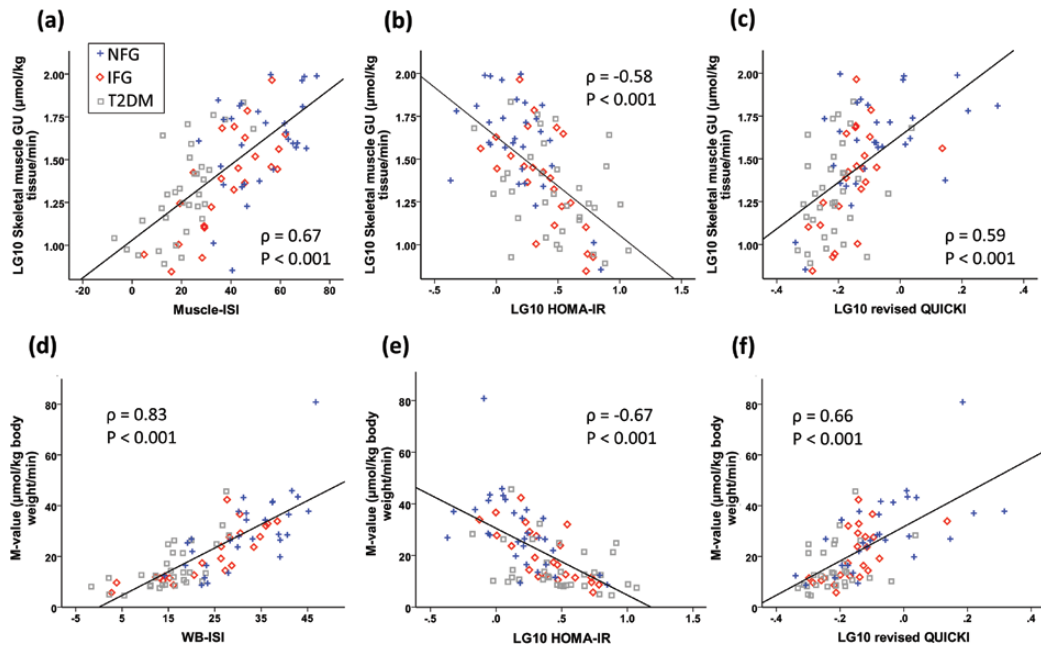 (a)
NFG
IFG
T2DM
LG10 Skeletal muscle GU (µmol/kg
tissue/min)
2.00
1.75
1.50
1.25
1.00
ρ = 0.67
P < 0.001
-20 0 20 40 60 80
Muscle-ISI
(b)
LG10 Skeletal muscle GU (µmol/kg
tissue/min)
2.00
1.75
1.50
1.25
1.00
ρ = -0.58
P < 0.001
-.5 .0 .5 1.0 1.5
LG10 HOMA-IR
(c)
LG10 Skeletal muscle GU (µmol/kg
tissue/min)
2.00
1.75
1.50
1.25
1.00
ρ = 0.59
P < 0.001
-.4 -.2 .0 .2 .4
LG10 revised QUICKI
(d)
M-value (µmol/kg body
weight/min)
80
60
40
20
0
ρ = 0.83
P < 0.001
-5 5 15 25 35 45
WB-ISI
(e)
M-value (µmol/kg body
weight/min)
80
60
40
20
0
ρ = -0.67
P < 0.001
-.5 .0 .5 1.0 1.5
LG10 HOMA-IR
(f)
M-value (µmol/kg body
weight/min)
80
60
40
20
0
ρ = 0.66
P < 0.001
-.4 -.2 .0 .2 .4
LG10 revised QUICKI